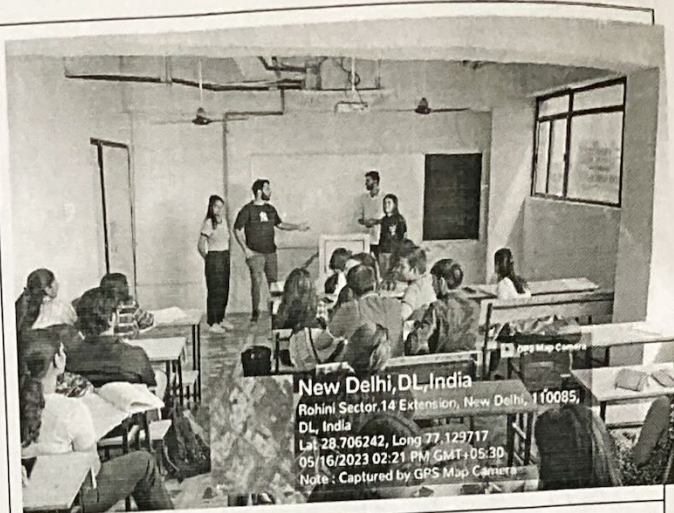 GPS Map Camera
New Delhi,DL,India
Rohini Sector,14 Extension, New Delhi, 110085,
DL, India
Lat 28.706242, Long 77.129717
05/16/2023 02:21 PM GMT+05:30
Note : Captured by GPS Map Camera